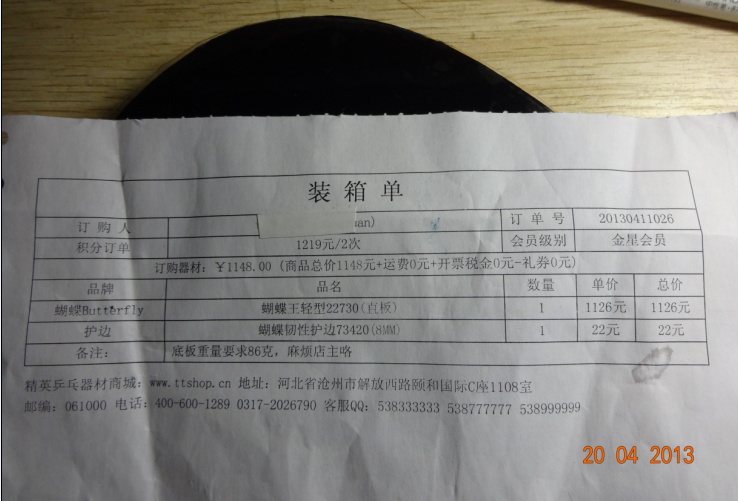 装箱单
订购人 uan) 订单号 20130411026
积分订单 1219元/2次 会员级别 金星会员
订购器材: ￥1148.00 (商品总价1148元+运费0元+开票税金0元-礼券0元)
品牌 品名 数量 单价 总价
蝴蝶Butterfly 蝴蝶王轻型22730(直板) 1 1126元 1126元
护边 蝴蝶韧性护边73420(8MM) 1 22元 22元
备注: 底板重量要求86克, 麻烦店主咯
精英乒乓器材商城: www.ttshop.cn 地址: 河北省沧州市解放西路颐和国际C座1108室
邮编: 061000 电话: 400-600-1289 0317-2026790 客服QQ: 538333333 538777777 538999999
20 04 2013